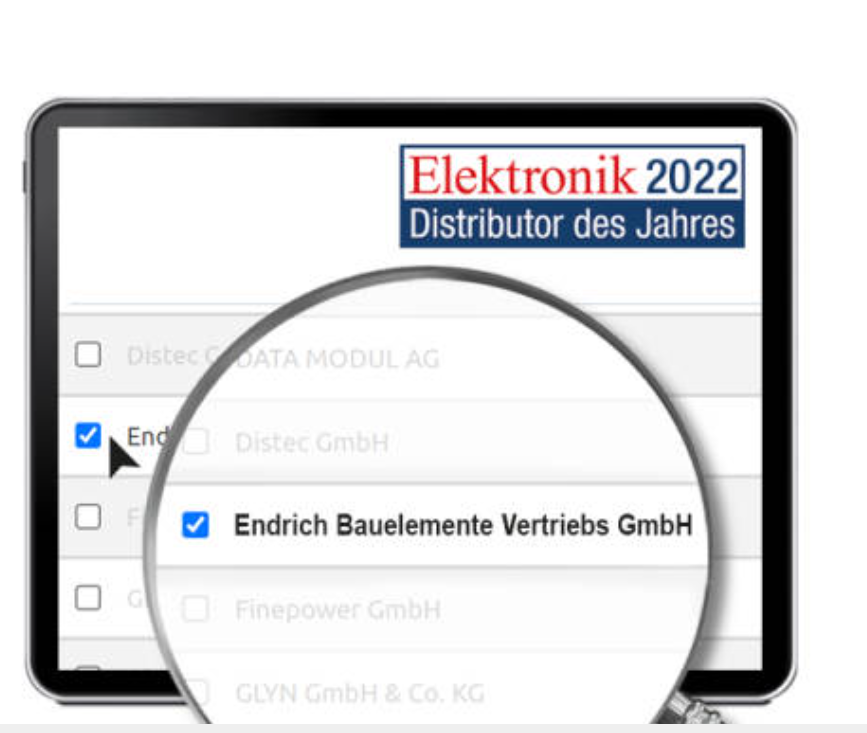 Elektronik 2022
Distributor des Jahres
Distec
DATA MODUL AG
End
Distec GmbH
Endrich Bauelemente Vertriebs GmbH
F
Finepower GmbH
G
GLYN GmbH & Co. KG